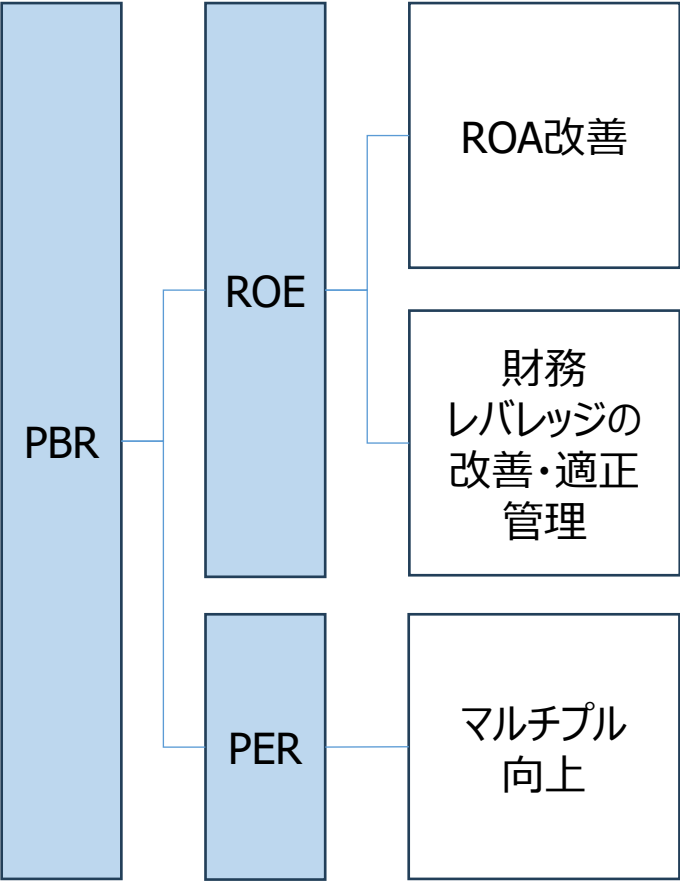 PBR
ROE
ROA改善
財務
レバレッジの
改善・適正
管理
PER
マルチプル
向上